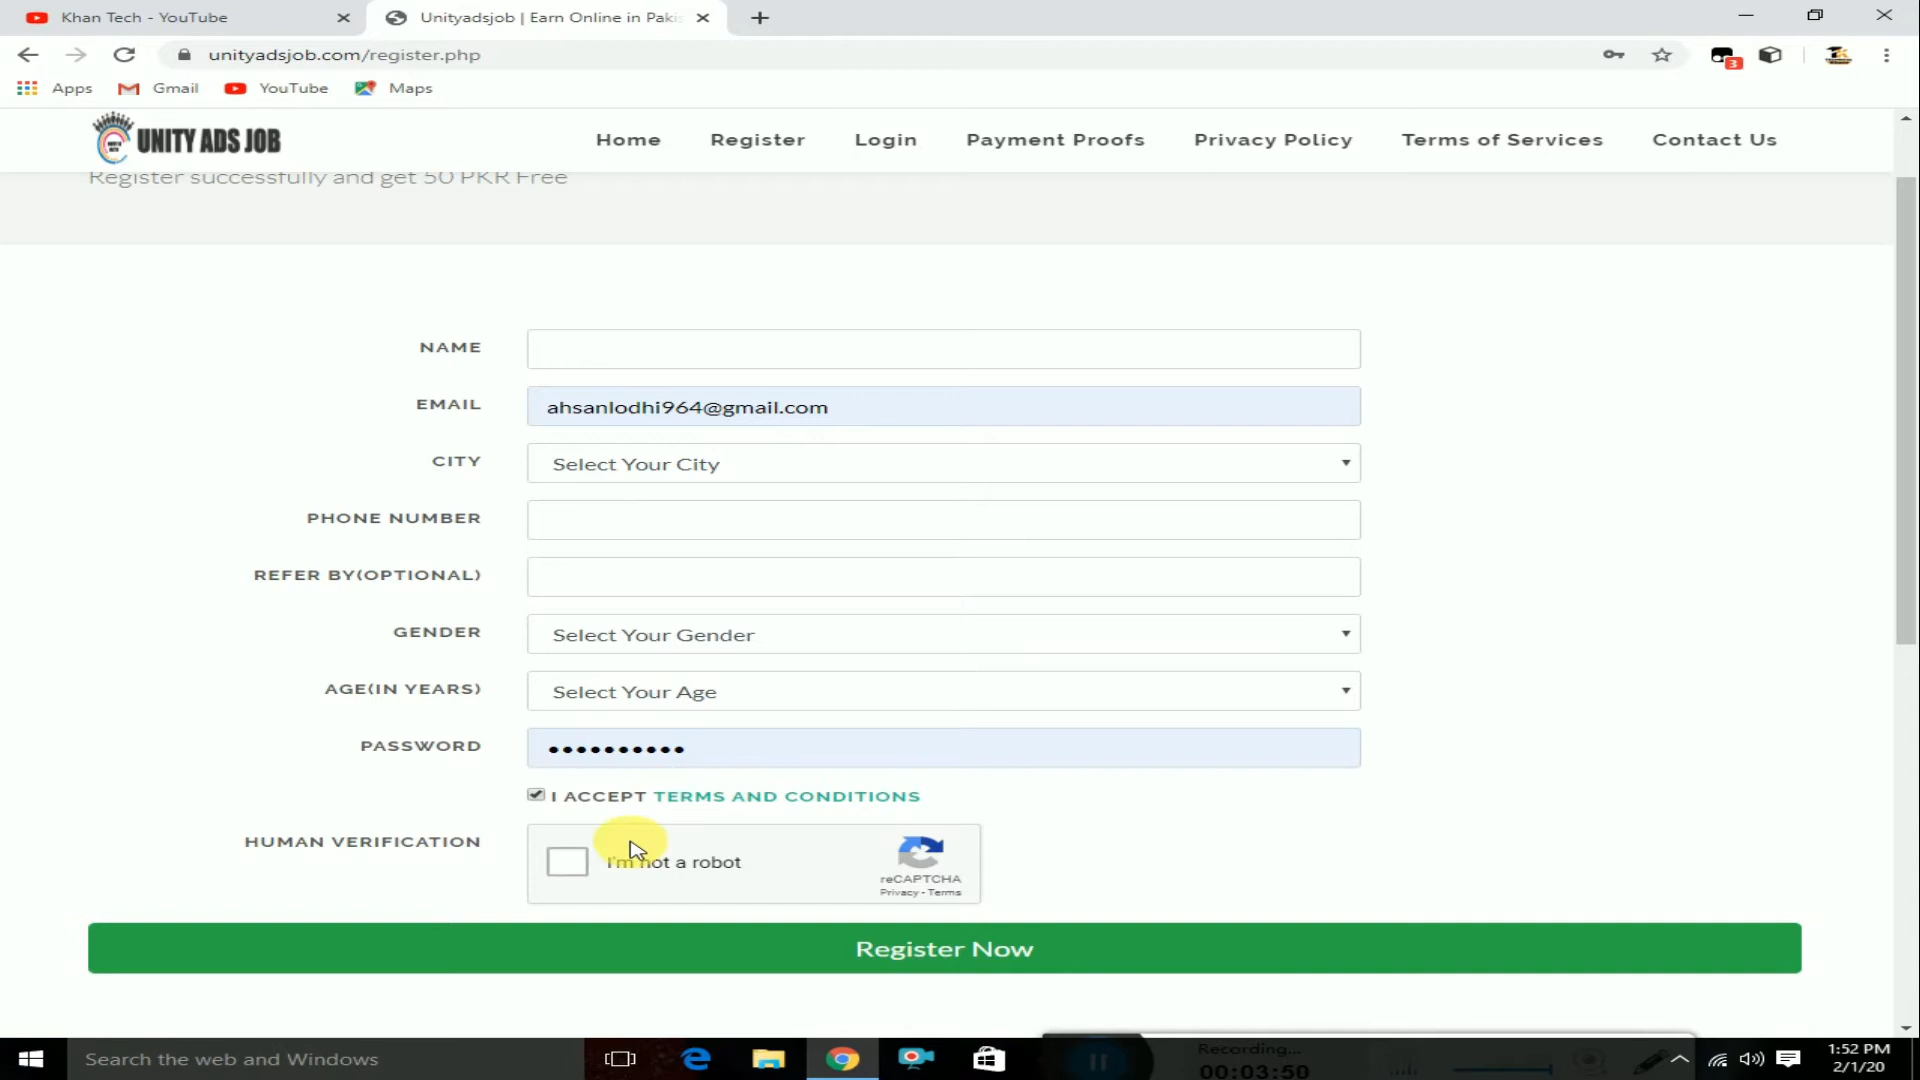 Khan Tech - YouTube
Unityadsjob | Earn Online in Paki
unityadsjob.com/register.php
3
Apps
Gmail
YouTube
Maps
UNITY ADS JOB
Home
Register
Login
Payment Proofs
Privacy Policy
Terms of Services
Contact Us
Register successfully and get 50 PKR Free
NAME
EMAIL
ahsanlodhi964@gmail.com
CITY
Select Your City
PHONE NUMBER
REFER BY(OPTIONAL)
GENDER
Select Your Gender
AGE(IN YEARS)
Select Your Age
PASSWORD
I ACCEPT TERMS AND CONDITIONS
HUMAN VERIFICATION
I'm not a robot
reCAPTCHA
Privacy - Terms
Register Now
Search the web and Windows
Recording...
00:03:50
1:52 PM
2/1/20